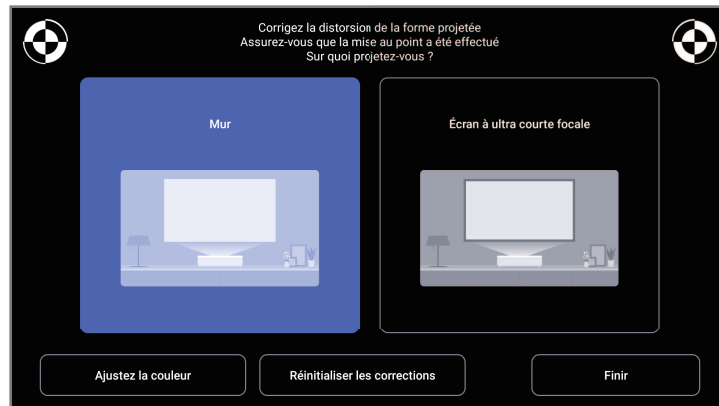 Corrigez la distorsion de la forme projetée
Assurez-vous que la mise au point a été effectué
Sur quoi projetez-vous ?
Mur
Écran à ultra courte focale
Ajustez la couleur
Réinitialiser les corrections
Finir